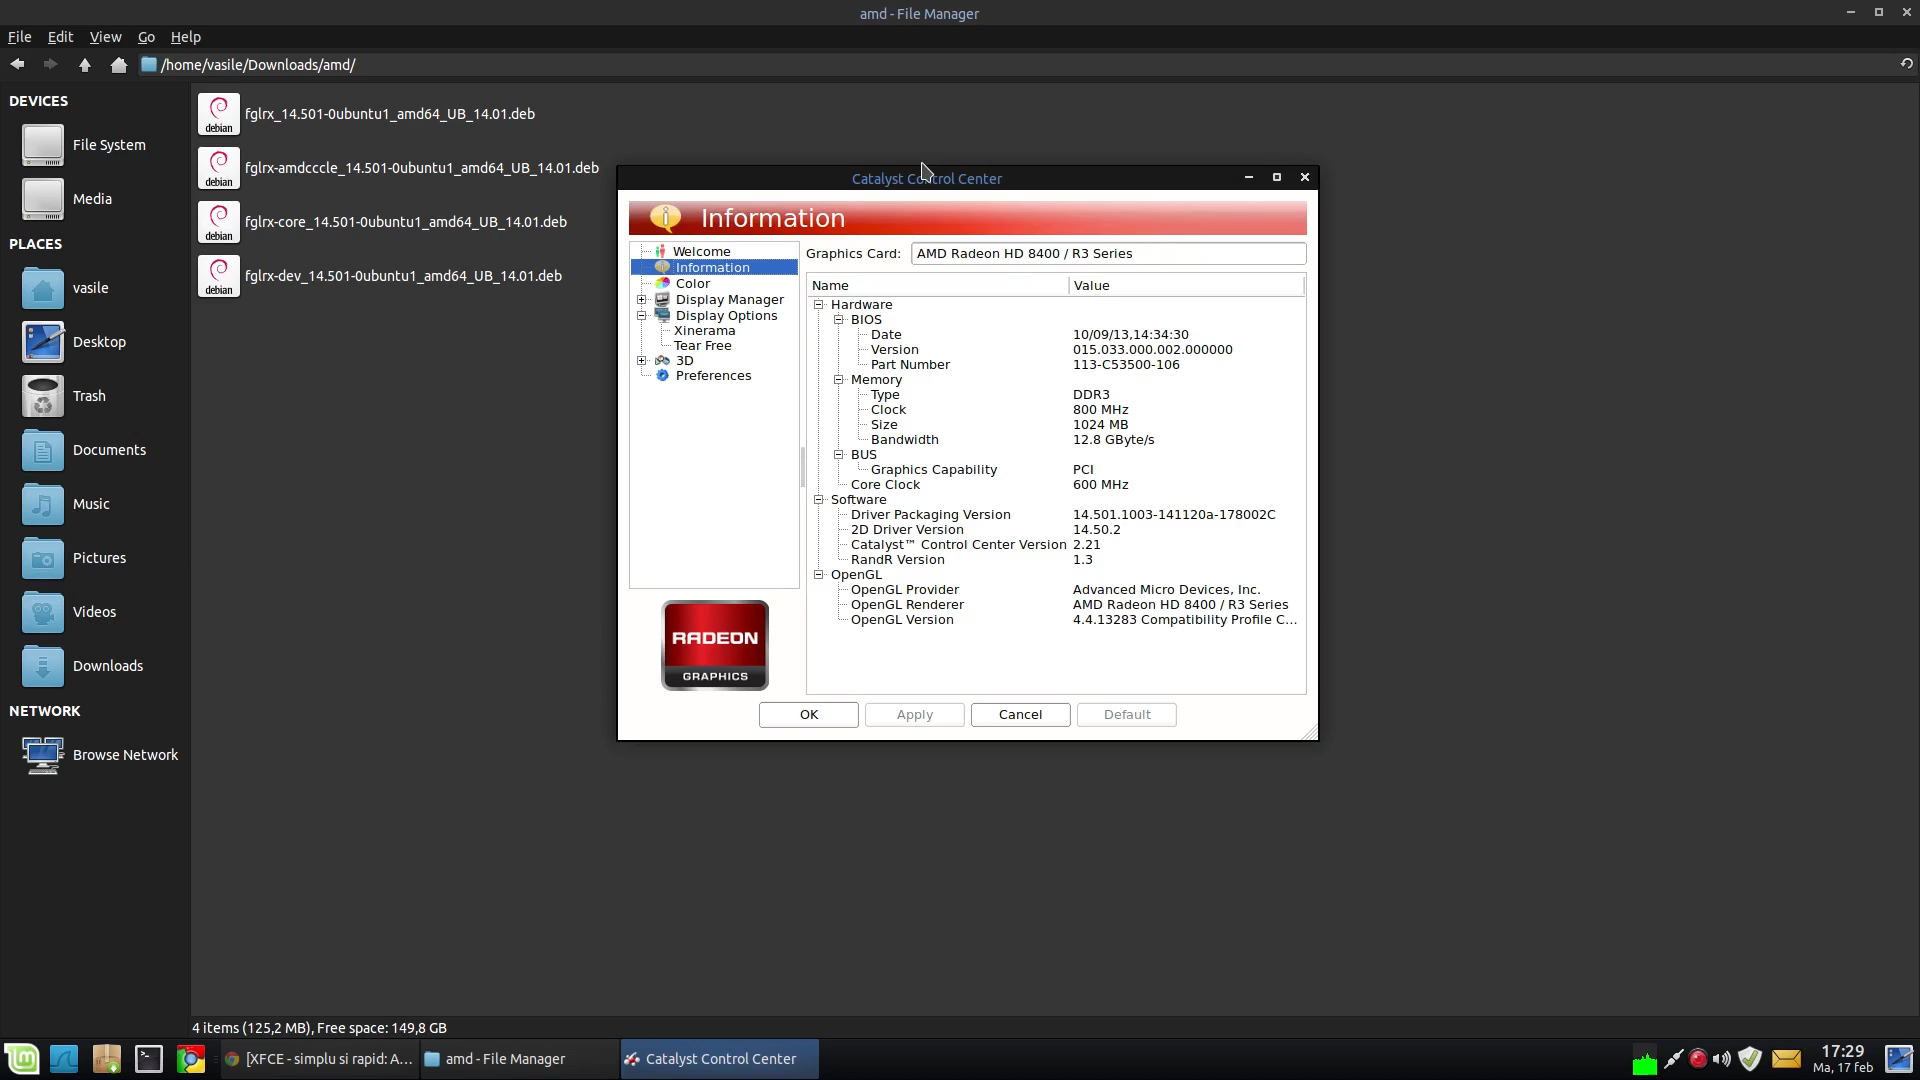 amd - File Manager
File Edit View Go Help
/home/vasile/Downloads/amd/
DEVICES
File System
Media
PLACES
vasile
Desktop
Trash
Documents
Music
Pictures
Videos
Downloads
NETWORK
Browse Network
debian
fglrx_14.501-0ubuntu1_amd64_UB_14.01.deb
debian
fglrx-amdcccle_14.501-0ubuntu1_amd64_UB_14.01.deb
debian
fglrx-core_14.501-0ubuntu1_amd64_UB_14.01.deb
debian
fglrx-dev_14.501-0ubuntu1_amd64_UB_14.01.deb
Catalyst Control Center
Information
Welcome
Information
Color
Display Manager
Display Options
Xinerama
Tear Free
3D
Preferences
RADEON
GRAPHICS
Graphics Card: AMD Radeon HD 8400 / R3 Series
Name Value
Hardware
BIOS
Date 10/09/13,14:34:30
Version 015.033.000.002.000000
Part Number 113-C53500-106
Memory
Type DDR3
Clock 800 MHz
Size 1024 MB
Bandwidth 12.8 GByte/s
BUS
Graphics Capability PCI
Core Clock 600 MHz
Software
Driver Packaging Version 14.501.1003-141120a-178002C
2D Driver Version 14.50.2
Catalyst™ Control Center Version 2.21
RandR Version 1.3
OpenGL
OpenGL Provider Advanced Micro Devices, Inc.
OpenGL Renderer AMD Radeon HD 8400 / R3 Series
OpenGL Version 4.4.13283 Compatibility Profile C...
OK Apply Cancel Default
4 items (125,2 MB), Free space: 149,8 GB
[XFCE - simplu si rapid: A... amd - File Manager Catalyst Control Center
17:29
Ma, 17 feb